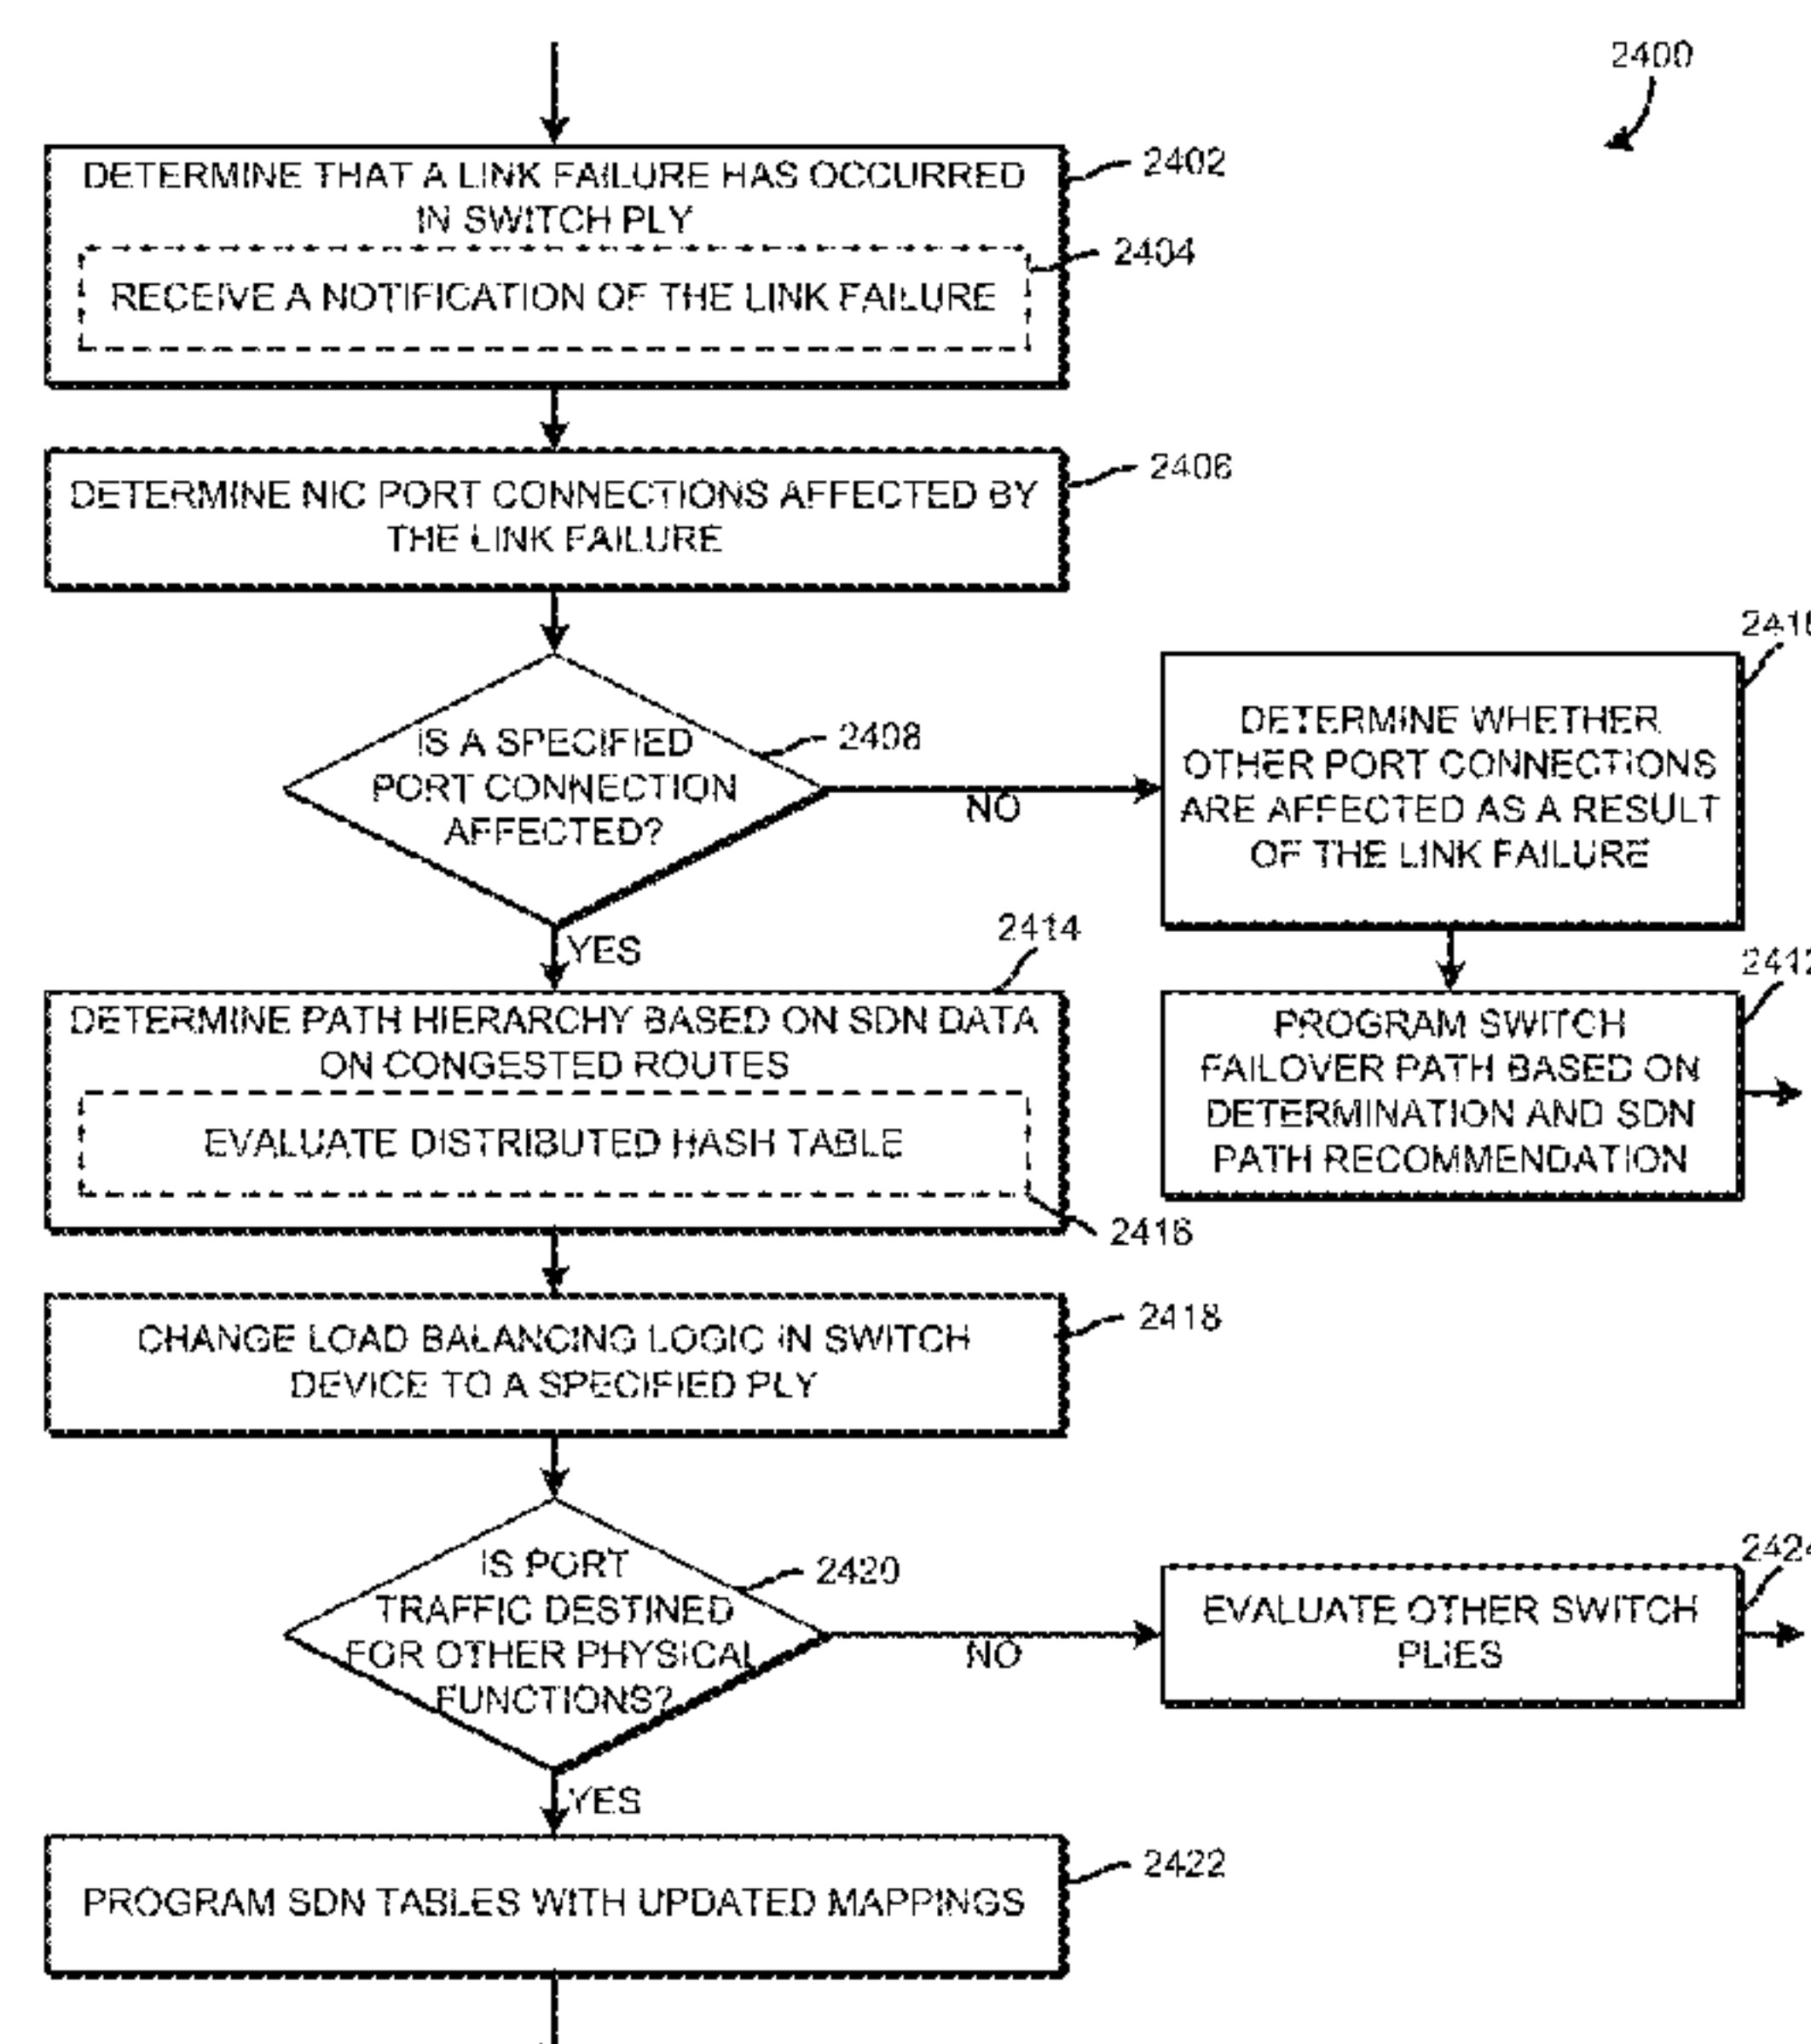 2400
DETERMINE THAT A LINK FAILURE HAS OCCURRED
IN SWITCH PLY
2402
RECEIVE A NOTIFICATION OF THE LINK FAILURE
2404
DETERMINE NIC PORT CONNECTIONS AFFECTED BY
THE LINK FAILURE
2406
IS A SPECIFIED
PORT CONNECTION
AFFECTED?
2408
NO
YES
DETERMINE WHETHER
OTHER PORT CONNECTIONS
ARE AFFECTED AS A RESULT
OF THE LINK FAILURE
2412
PROGRAM SWITCH
FAILOVER PATH BASED ON
DETERMINATION AND SDN
PATH RECOMMENDATION
2414
DETERMINE PATH HIERARCHY BASED ON SDN DATA
ON CONGESTED ROUTES
EVALUATE DISTRIBUTED HASH TABLE
2416
CHANGE LOAD BALANCING LOGIC IN SWITCH
DEVICE TO A SPECIFIED PLY
2418
IS PORT
TRAFFIC DESTINED
FOR OTHER PHYSICAL
FUNCTIONS?
2420
NO
YES
2424
EVALUATE OTHER SWITCH
PLIES
PROGRAM SDN TABLES WITH UPDATED MAPPINGS
2422